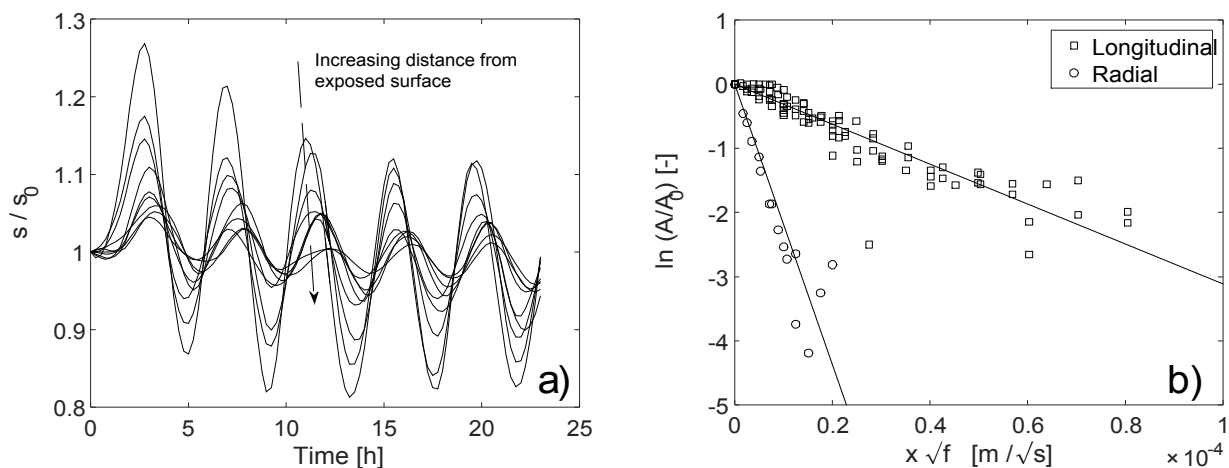 1.3
1.2
1.1
1
0.9
0.8
s / s0
0 5 10 15 20 25
Time [h]
Increasing distance from
exposed surface
a)
1
0
-1
-2
-3
-4
-5
ln (A/A0) [-]
0 0.2 0.4 0.6 0.8 1
x √f [m /√s]
× 10-4
Longitudinal
Radial
b)